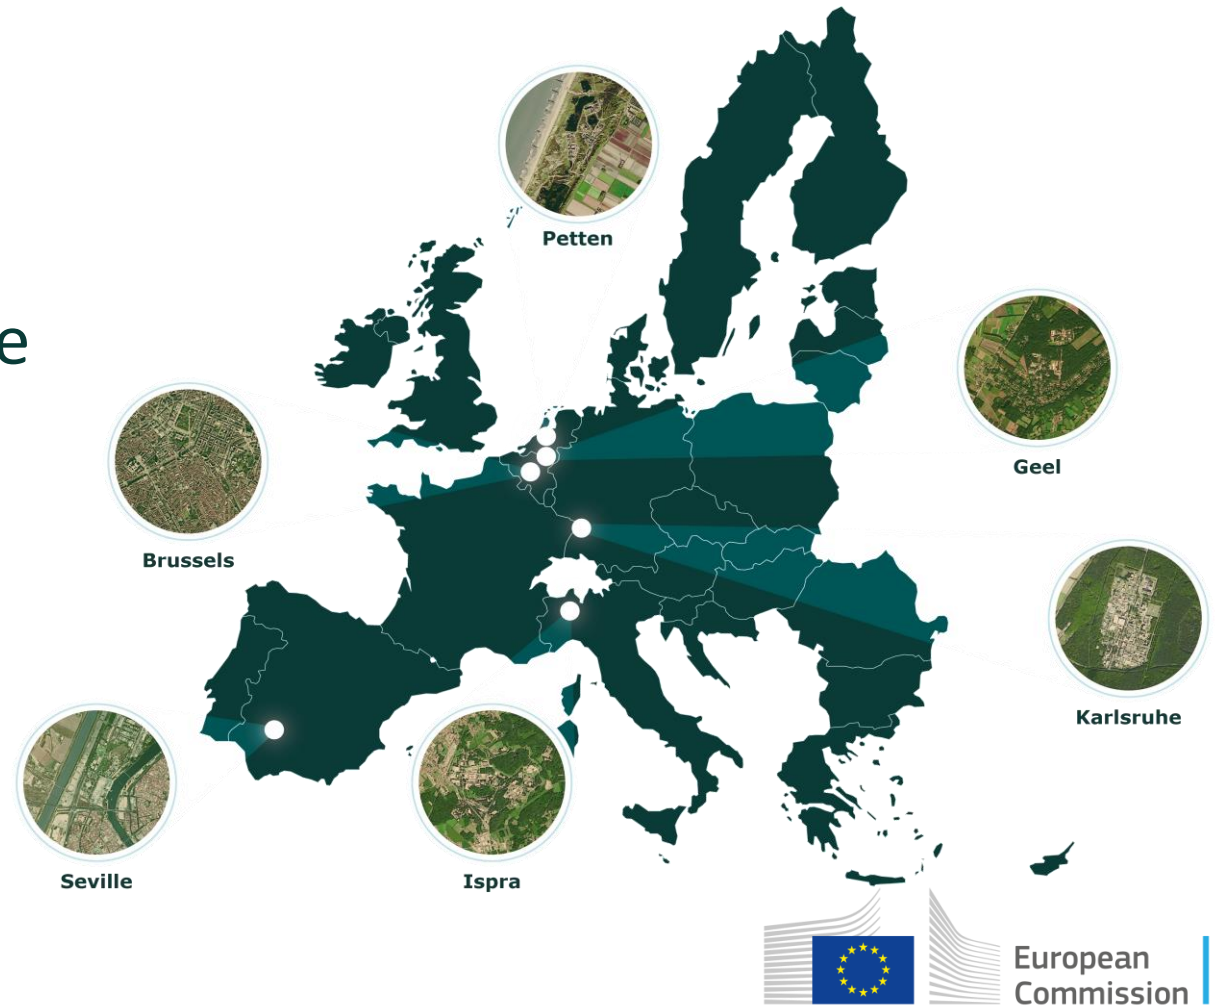 Petten
e
Geel
Brussels
Karlsruhe
Seville
Ispra
European
Commission